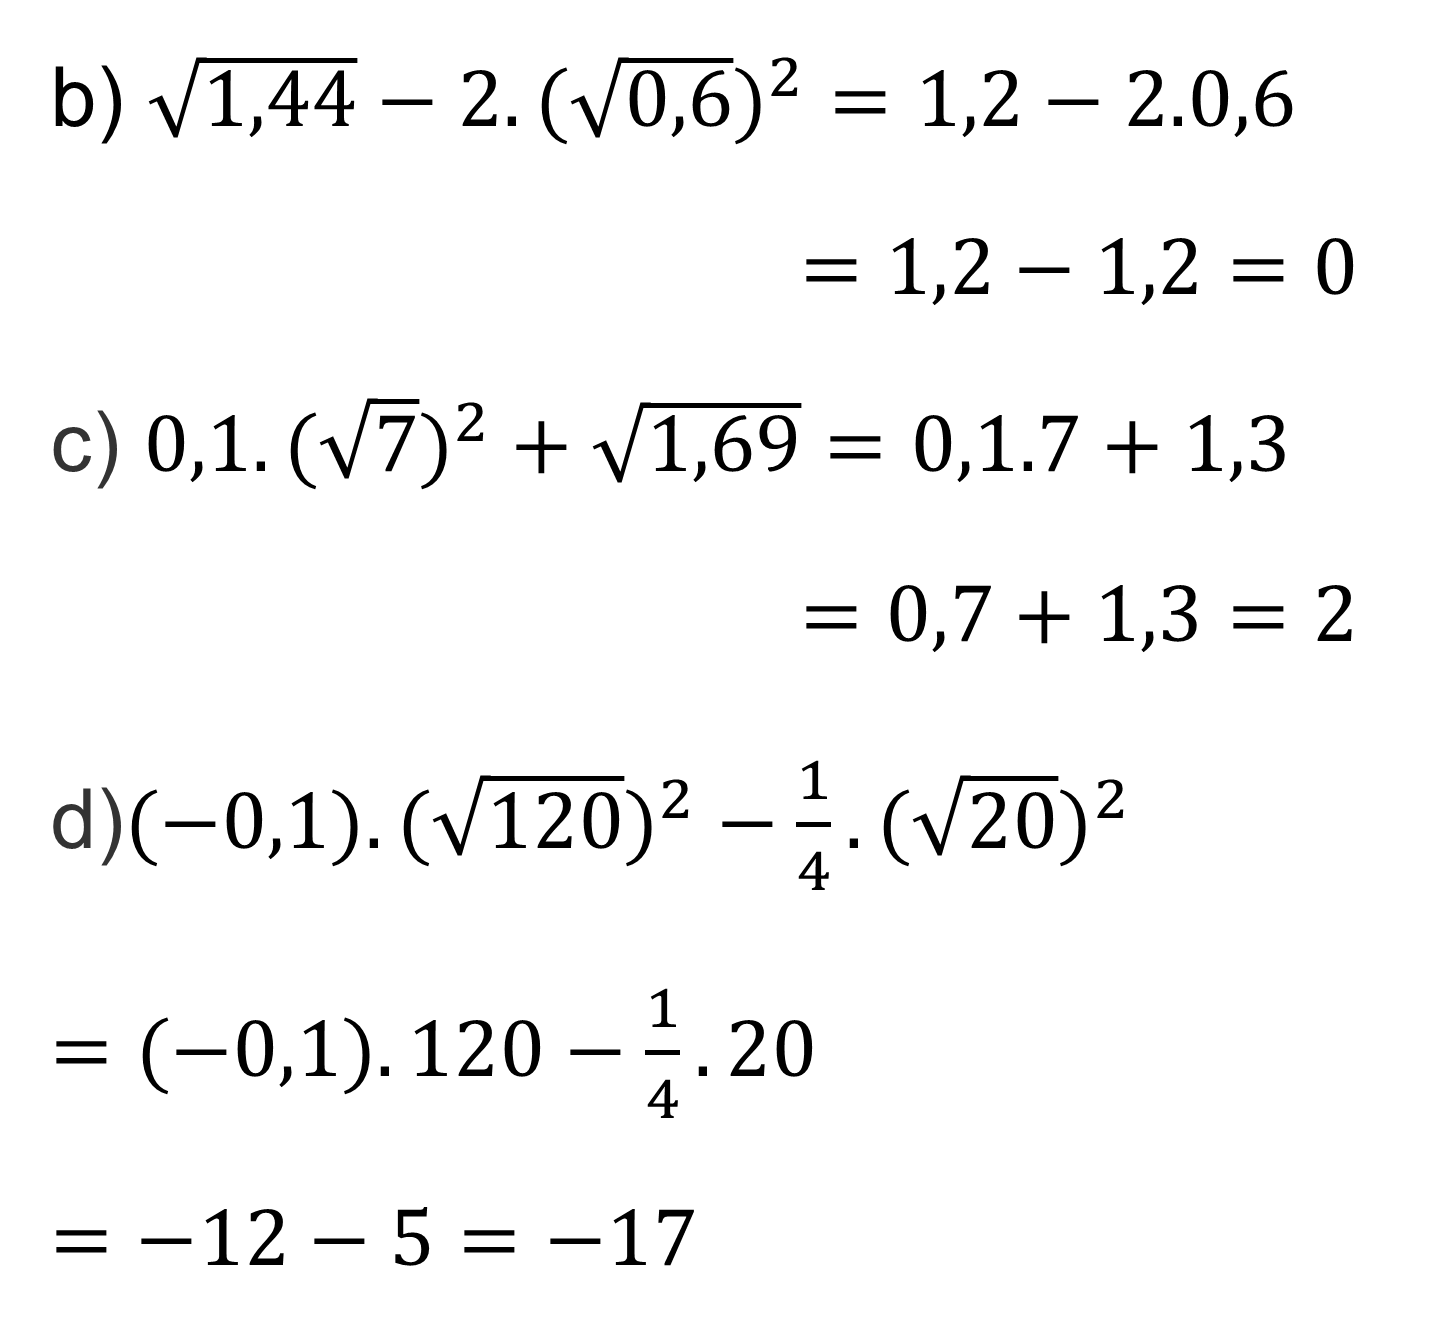 b) √1,44 − 2. (√0,6)² = 1,2 − 2.0,6
= 1,2 − 1,2 = 0
c) 0,1. (√7)² + √1,69 = 0,1.7 + 1,3
= 0,7 + 1,3 = 2
d)(−0,1). (√120)² − 1/4 . (√20)²
= (−0,1). 120 − 1/4 . 20
= −12 − 5 = −17